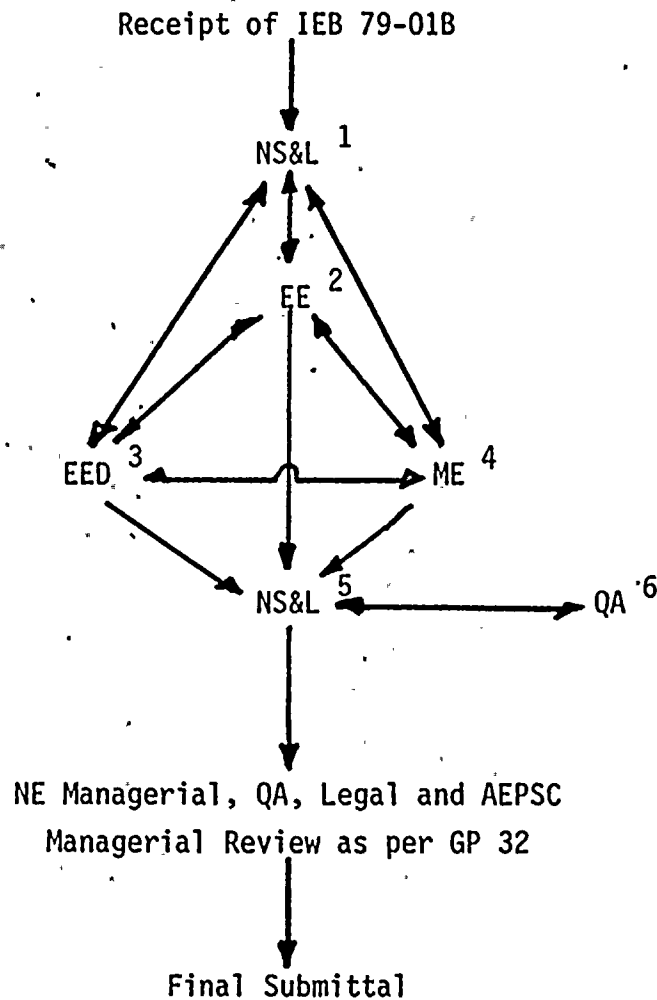 Receipt of IEB 79-01B
NS&L 1
EE 2
EED 3
ME 4
NS&L 5
QA 6
NE Managerial, QA, Legal and AEPSC
Managerial Review as per GP 32
Final Submittal